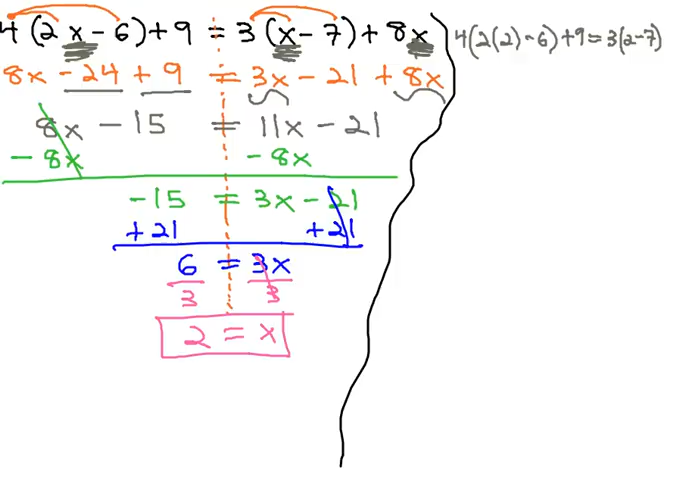 4(2x-6)+9 = 3(x-7)+8x
8x -24 + 9 = 3x - 21 + 8x
8x - 15 = 11x - 21
- 8x - 8x
-15 = 3x - 21
+21 +21
6 = 3x
3 3
2 = x
4(2(2)-6)+9=3(2-7)